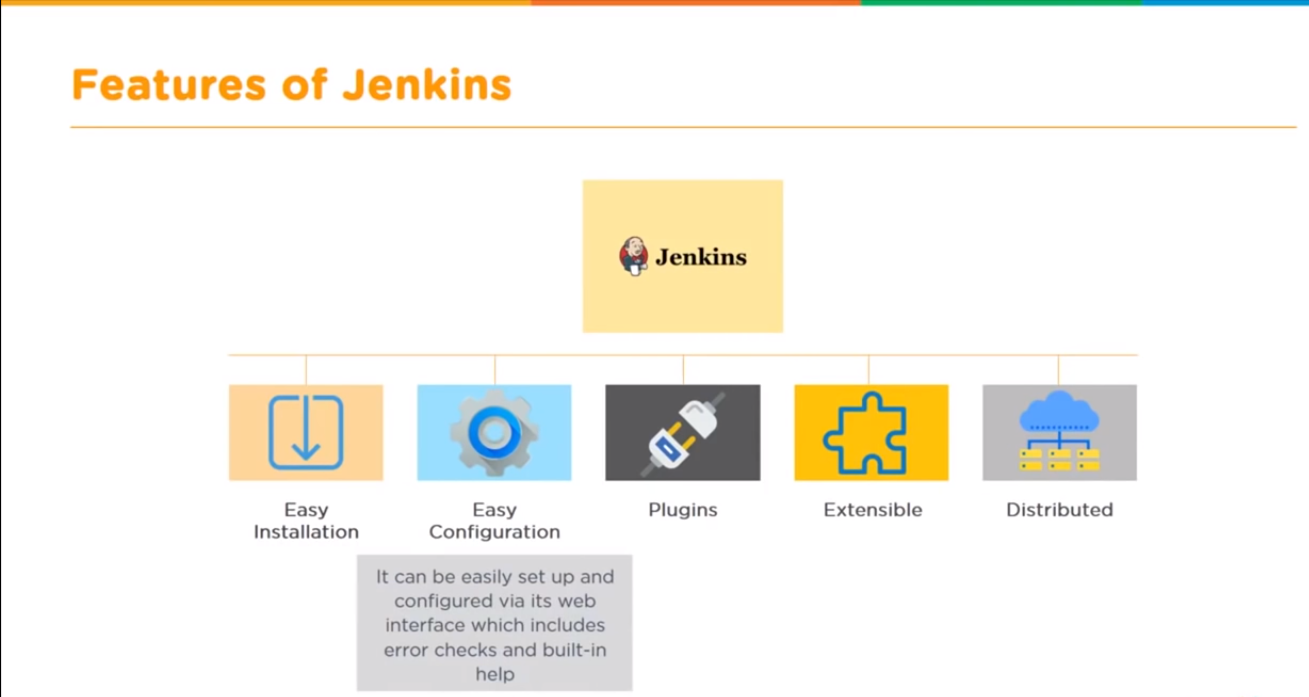 Features of Jenkins
Jenkins
Easy
Installation
Easy
Configuration
Plugins
Extensible
Distributed
It can be easily set up and
configured via its web
interface which includes
error checks and built-in
help